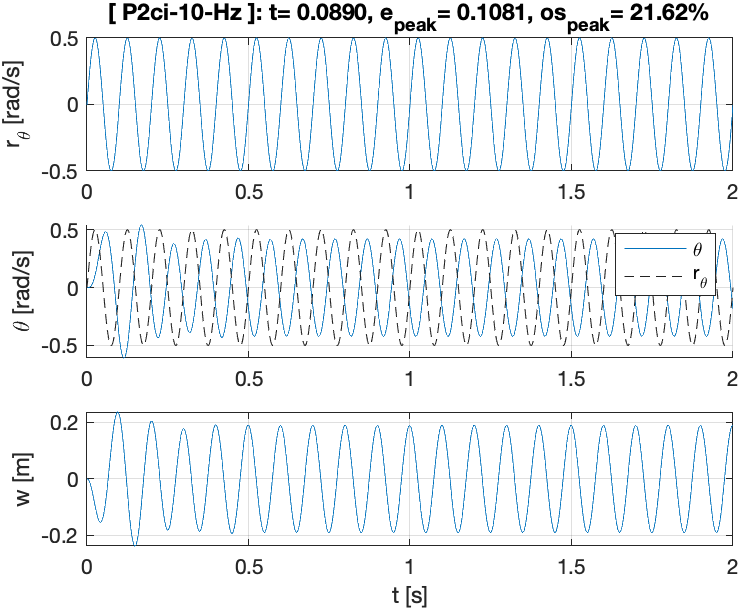 [ P2ci-10-Hz ]: t= 0.0890, e_peak= 0.1081, os_peak= 21.62%
0.5
0
-0.5
r_θ [rad/s]
0 0.5 1 1.5 2
0.5
0
-0.5
θ [rad/s]
θ
r_θ
0 0.5 1 1.5 2
0.2
0
-0.2
w [m]
0 0.5 1 1.5 2
t [s]